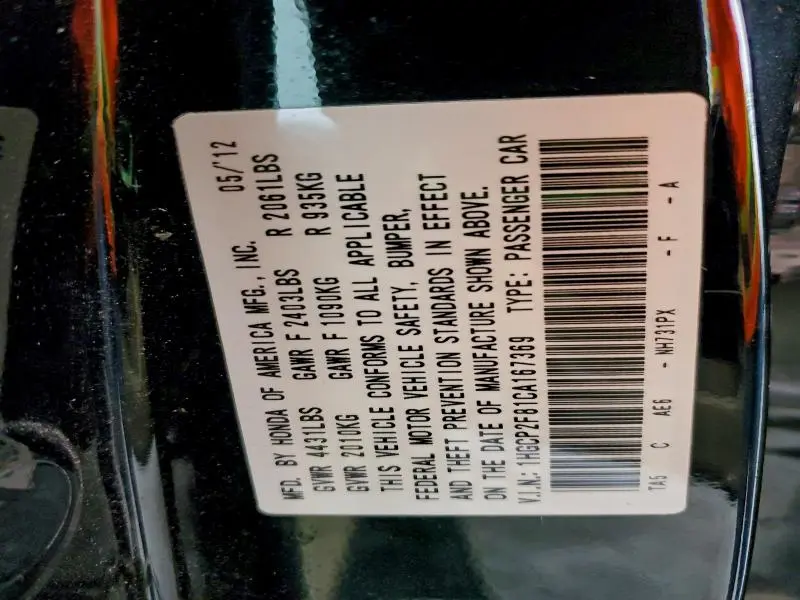 MFD. BY HONDA OF AMERICA MFG., INC. 05/'12
GVWR 4431LBS GAWR F 2403LBS R 2061LBS
GVWR 2010KG GAWR F 1090KG R 935KG
THIS VEHICLE CONFORMS TO ALL APPLICABLE
FEDERAL MOTOR VEHICLE SAFETY, BUMPER,
AND THEFT PREVENTION STANDARDS IN EFFECT
ON THE DATE OF MANUFACTURE SHOWN ABOVE.
V.I.N.: 1HGCP2F81CA167369 TYPE: PASSENGER CAR
TA5 C AE6 - NH731PX - F - A